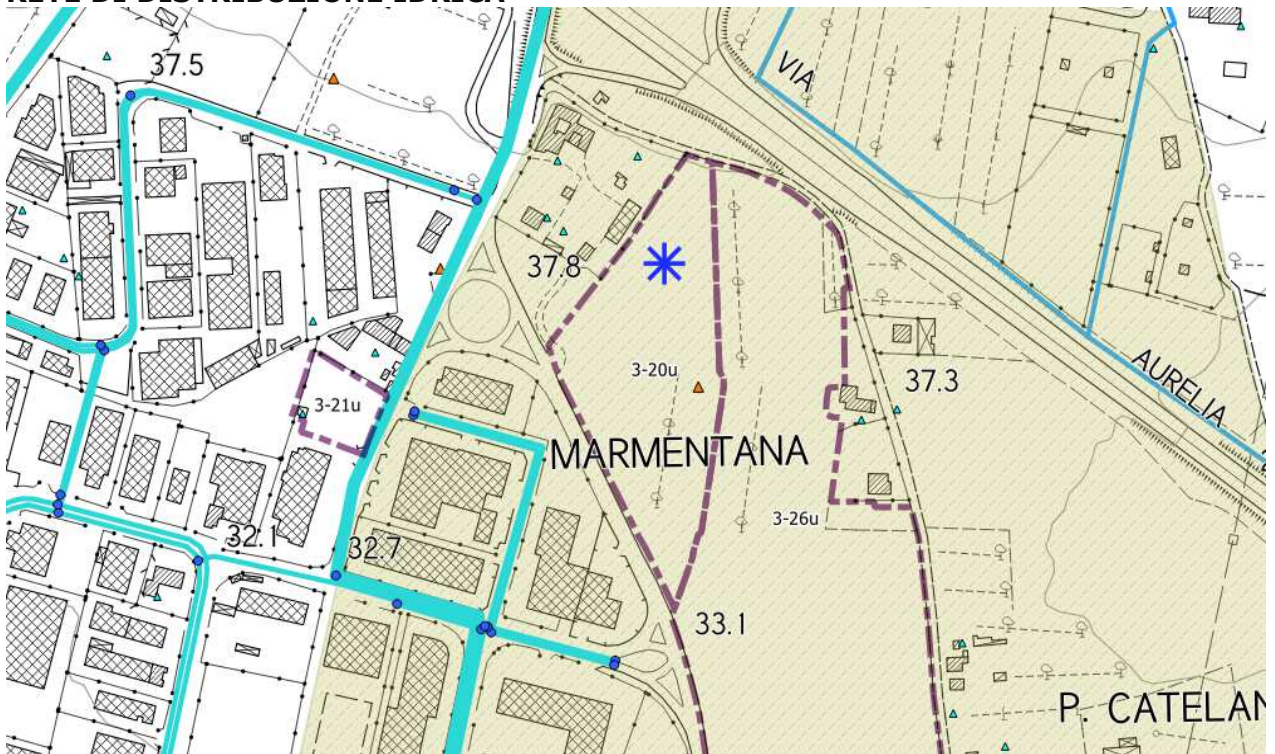 RETE DI DISTRIBUZIONE IDRICA
37.5
VIA
37.8
3-20u
37.3
AURELIA
3-21u
MARMENTANA
3-26u
32.1
32.7
33.1
P. CATELAN